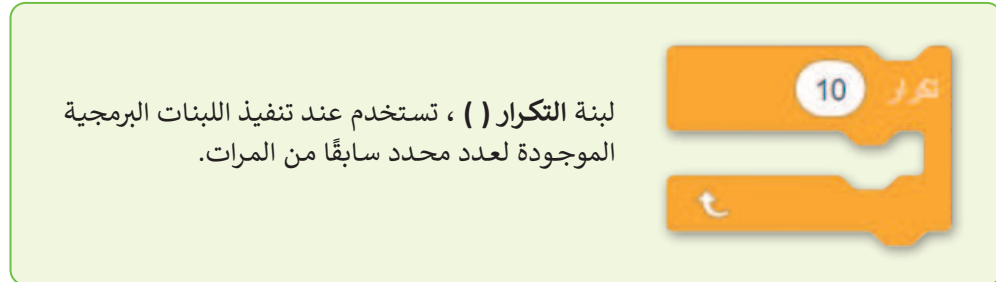 تكرار
10
لبنة التكرار ( ) ، تستخدم عند تنفيذ اللبنات البرمجية
الموجودة لعدد محدد سابقًا من المرات.